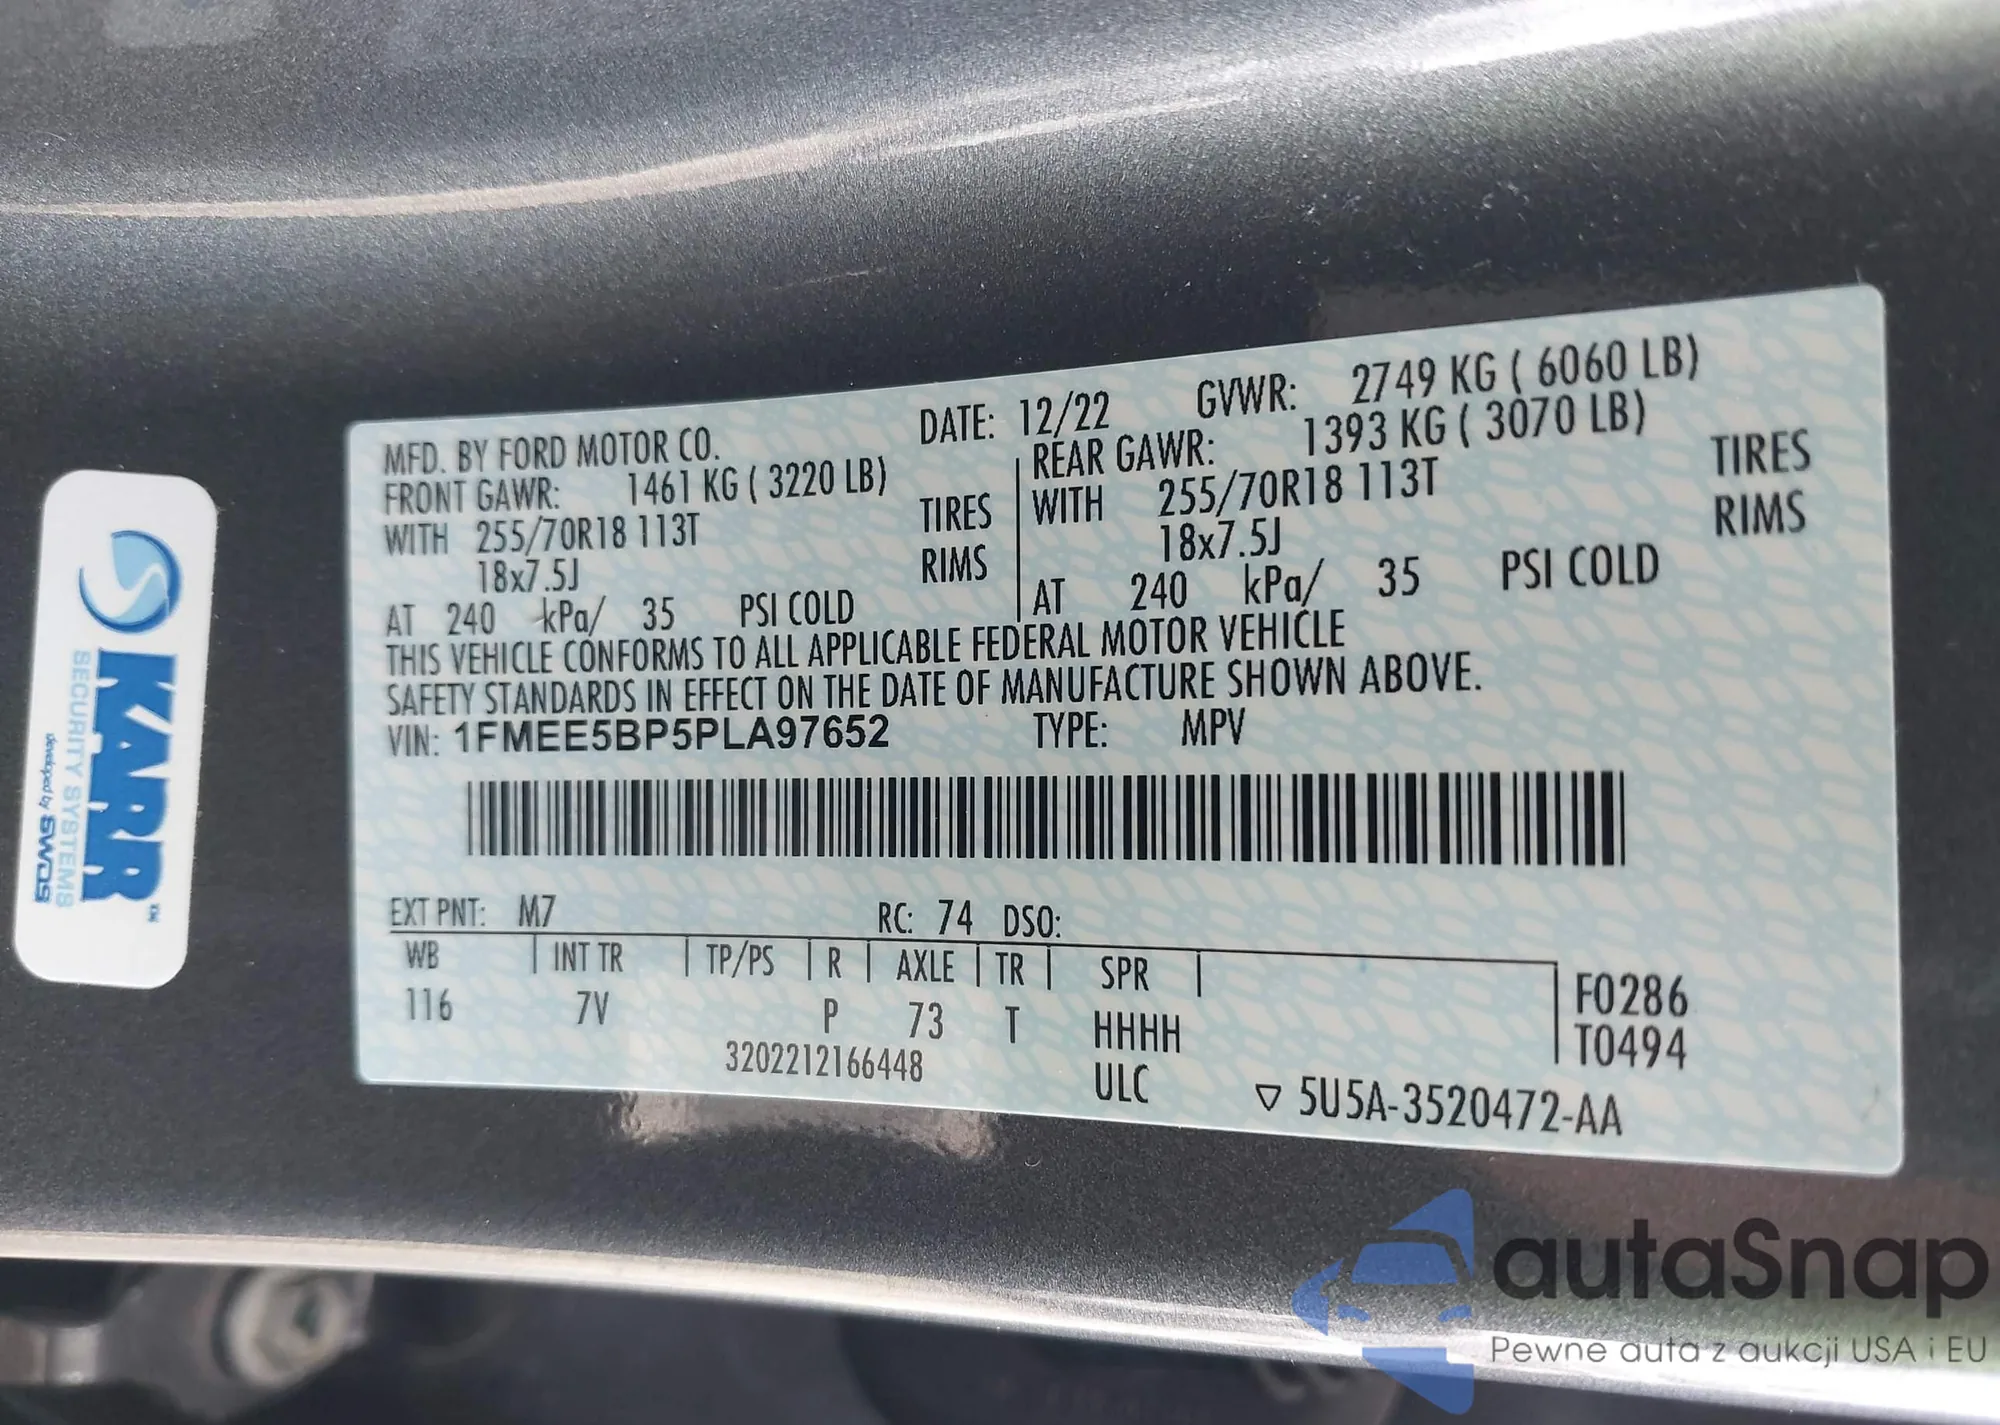 MFD. BY FORD MOTOR CO. DATE: 12/22 GVWR: 2749 KG ( 6060 LB)
FRONT GAWR: 1461 KG ( 3220 LB) REAR GAWR: 1393 KG ( 3070 LB)
WITH 255/70R18 113T TIRES WITH 255/70R18 113T TIRES
18x7.5J RIMS 18x7.5J RIMS
AT 240 kPa/ 35 PSI COLD AT 240 kPa/ 35 PSI COLD
THIS VEHICLE CONFORMS TO ALL APPLICABLE FEDERAL MOTOR VEHICLE
SAFETY STANDARDS IN EFFECT ON THE DATE OF MANUFACTURE SHOWN ABOVE.
VIN: 1FMEE5BP5PLA97652 TYPE: MPV
EXT PNT: M7 RC: 74 DSO:
WB INT TR TP/PS R AXLE TR SPR
116 7V P 73 T HHHH
F0286
T0494
3202212166448 ULC ▽ 5U5A-3520472-AA
KARR™
SECURITY SYSTEMS
developed by SWDS
autaSnap
Pewne auta z aukcji USA i EU